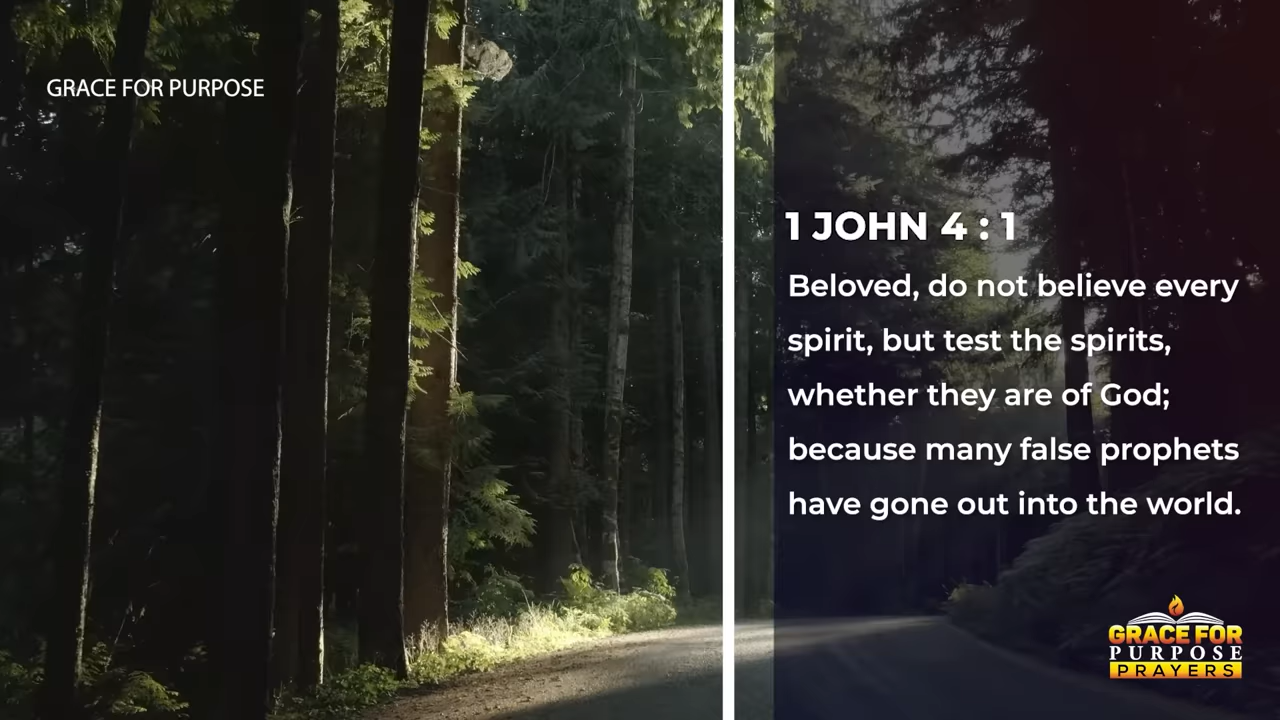 GRACE FOR PURPOSE
1 JOHN 4 : 1
Beloved, do not believe every
spirit, but test the spirits,
whether they are of God;
because many false prophets
have gone out into the world.
GRACE FOR
PURPOSE
PRAYERS